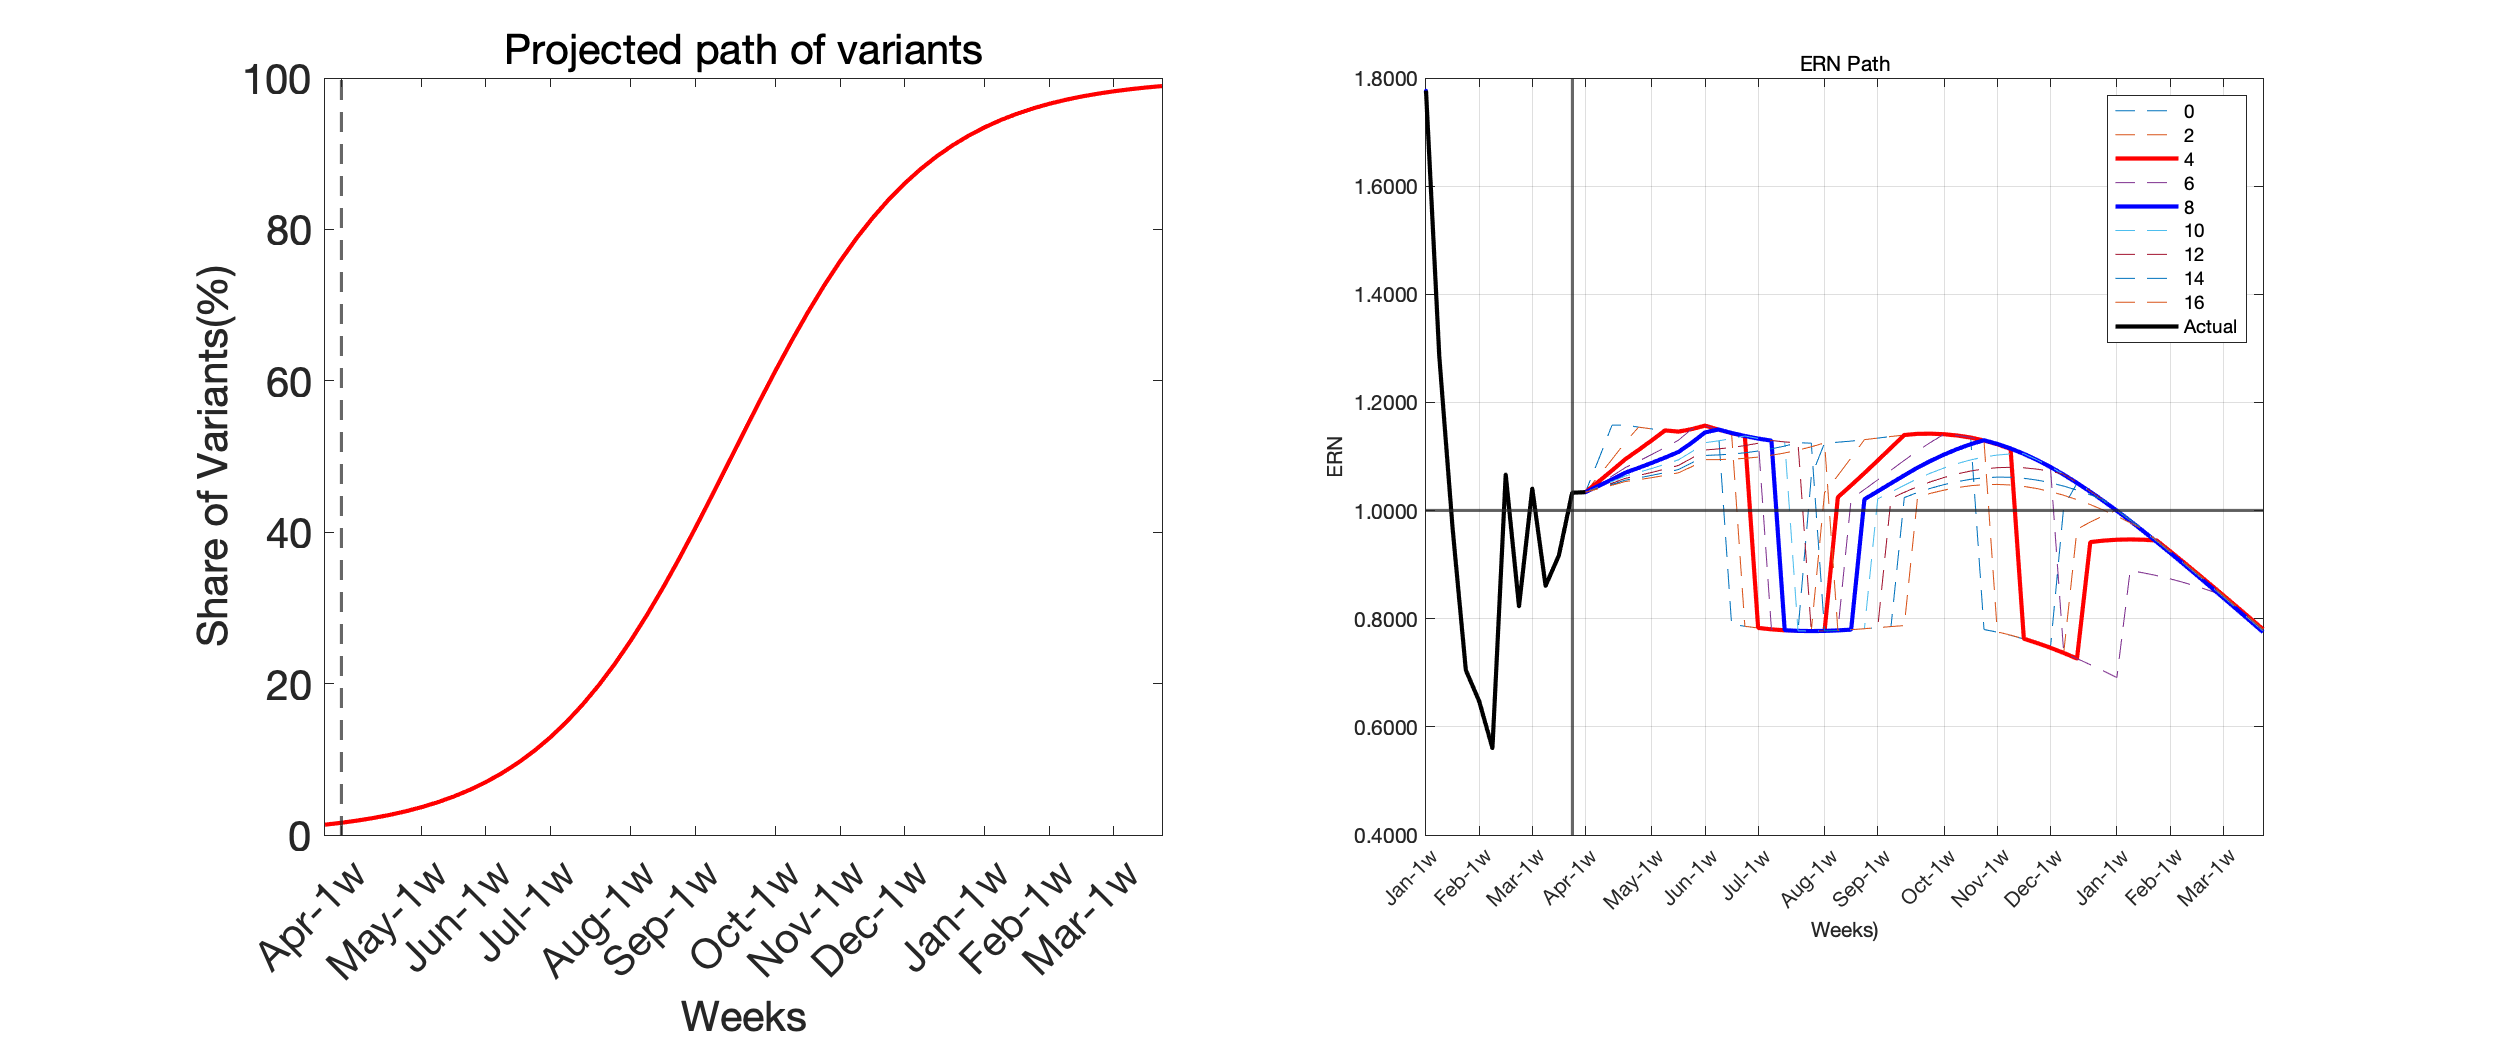 Projected path of variants
100
80
60
40
20
0
Share of Variants(%)
Apr-1w
May-1w
Jun-1w
Jul-1w
Aug-1w
Sep-1w
Oct-1w
Nov-1w
Dec-1w
Jan-1w
Feb-1w
Mar-1w
Weeks
ERN Path
1.8000
1.6000
1.4000
1.2000
1.0000
0.8000
0.6000
0.4000
ERN
0
2
4
6
8
10
12
14
16
Actual
Jan-1w
Feb-1w
Mar-1w
Apr-1w
May-1w
Jun-1w
Jul-1w
Aug-1w
Sep-1w
Oct-1w
Nov-1w
Dec-1w
Jan-1w
Feb-1w
Mar-1w
Weeks)